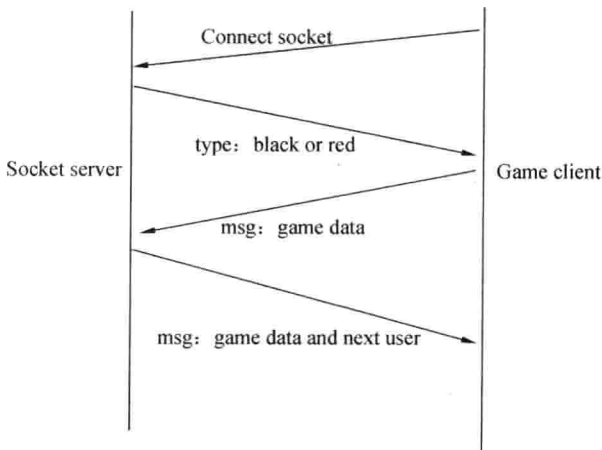 Connect socket
type： black or red
Socket server
Game client
msg： game data
msg： game data and next user